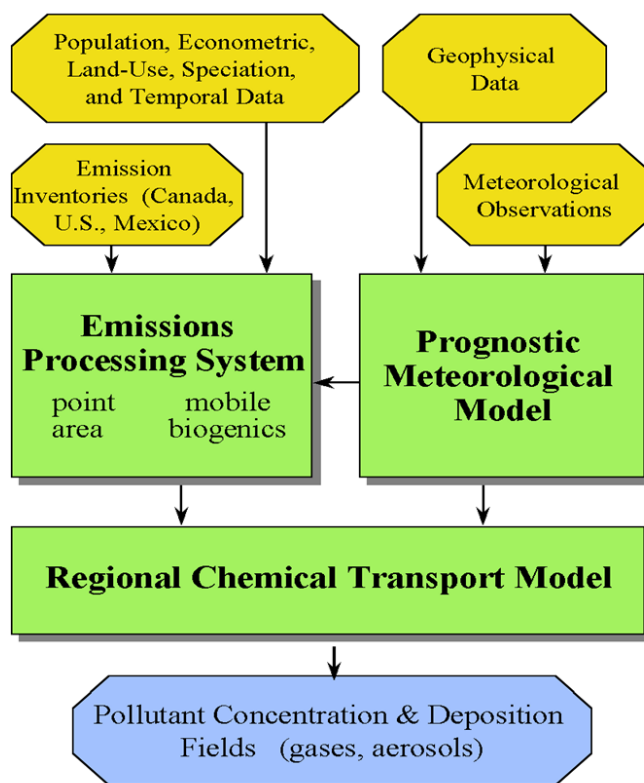 Population, Econometric,
Land-Use, Speciation,
and Temporal Data
Geophysical
Data
Emission
Inventories (Canada,
U.S., Mexico)
Meteorological
Observations
Emissions
Processing System
point mobile
area biogenics
Prognostic
Meteorological
Model
Regional Chemical Transport Model
Pollutant Concentration & Deposition
Fields (gases, aerosols)